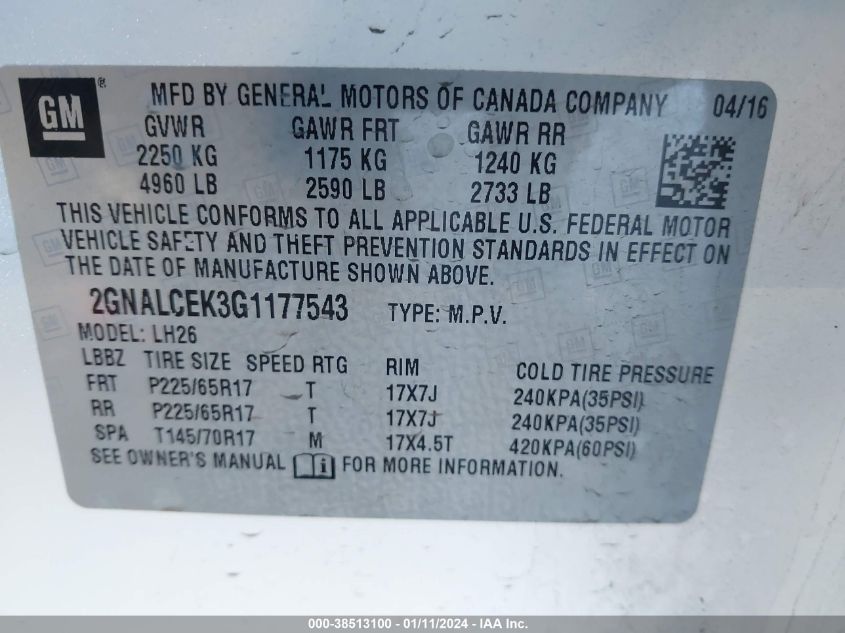 GM ®
MFD BY GENERAL MOTORS OF CANADA COMPANY 04/16
GVWR GAWR FRT GAWR RR
2250 KG 1175 KG 1240 KG
4960 LB 2590 LB 2733 LB
THIS VEHICLE CONFORMS TO ALL APPLICABLE U.S. FEDERAL MOTOR
VEHICLE SAFETY AND THEFT PREVENTION STANDARDS IN EFFECT ON
THE DATE OF MANUFACTURE SHOWN ABOVE.
2GNALCEK3G1177543 TYPE: M.P.V.
MODEL: LH26
LBBZ TIRE SIZE SPEED RTG RIM COLD TIRE PRESSURE
FRT P225/65R17 T 17X7J 240KPA(35PSI)
RR P225/65R17 T 17X7J 240KPA(35PSI)
SPA T145/70R17 M 17X4.5T 420KPA(60PSI)
SEE OWNER'S MANUAL i FOR MORE INFORMATION.
000-38513100 - 01/11/2024 - IAA Inc.